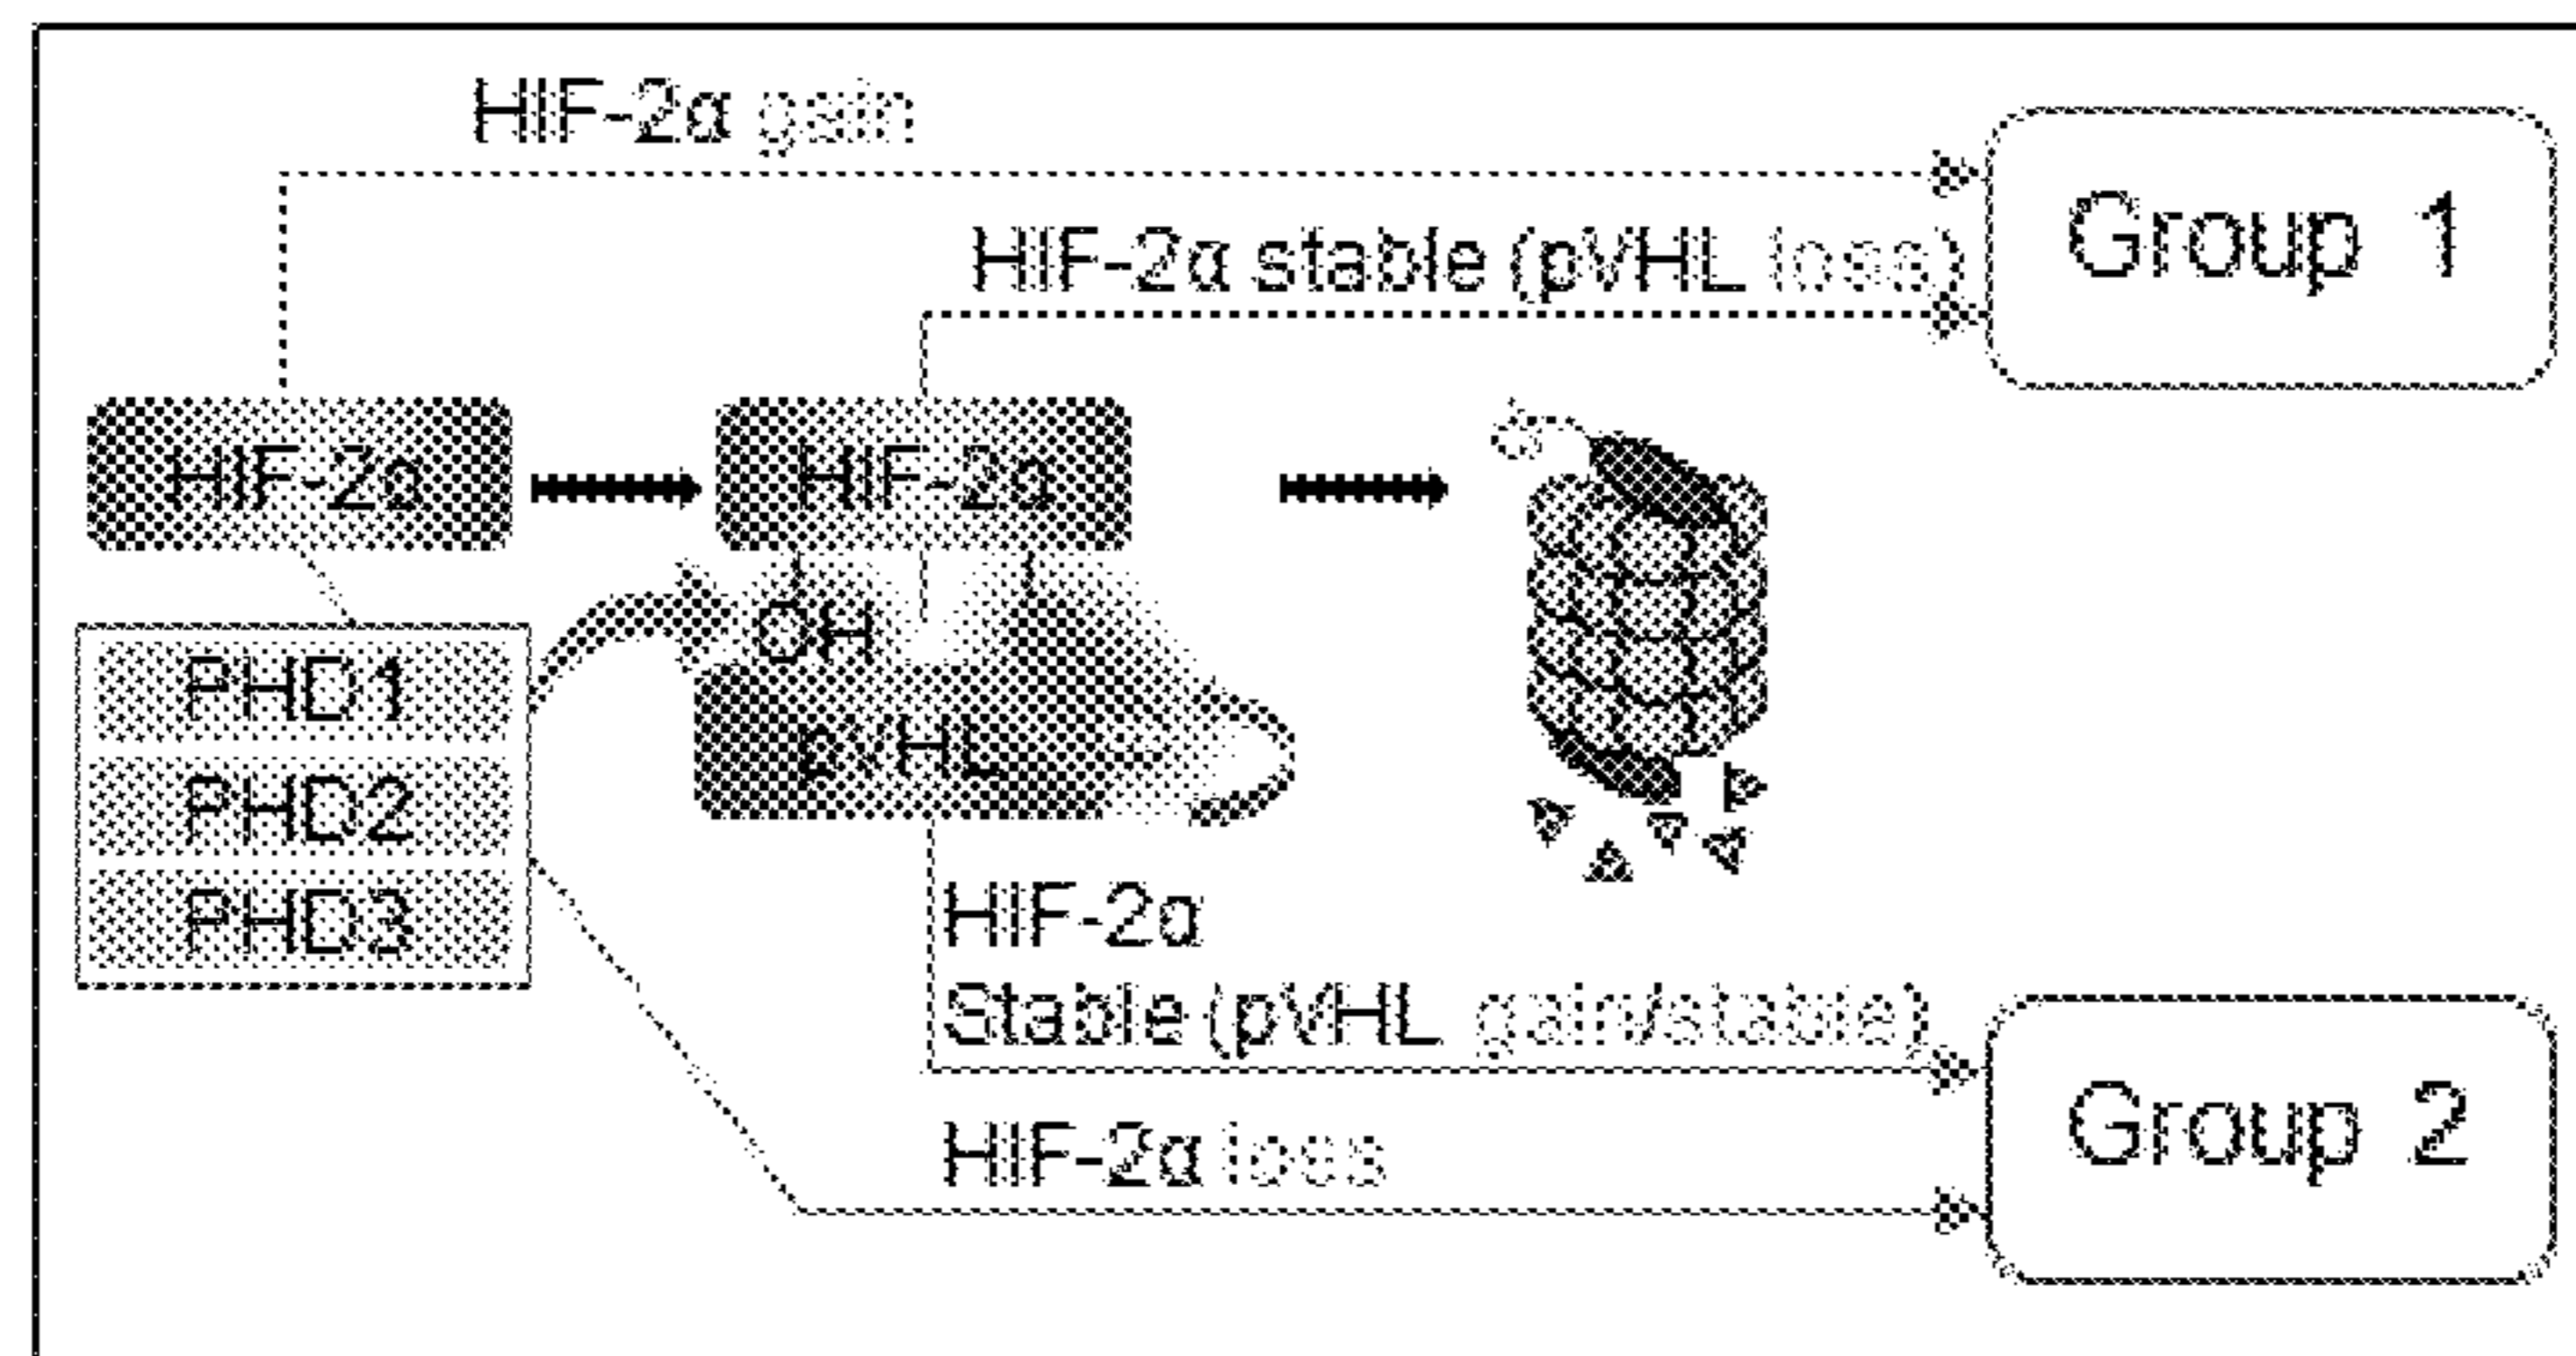 HIF-2α gain
Group 1
HIF-2α stable (pVHL loss)
HIF-2α
HIF-2α
OH
PHD1
pVHL
PHD2
PHD3
HIF-2α
Stable (pVHL gain/stable)
Group 2
HIF-2α loss